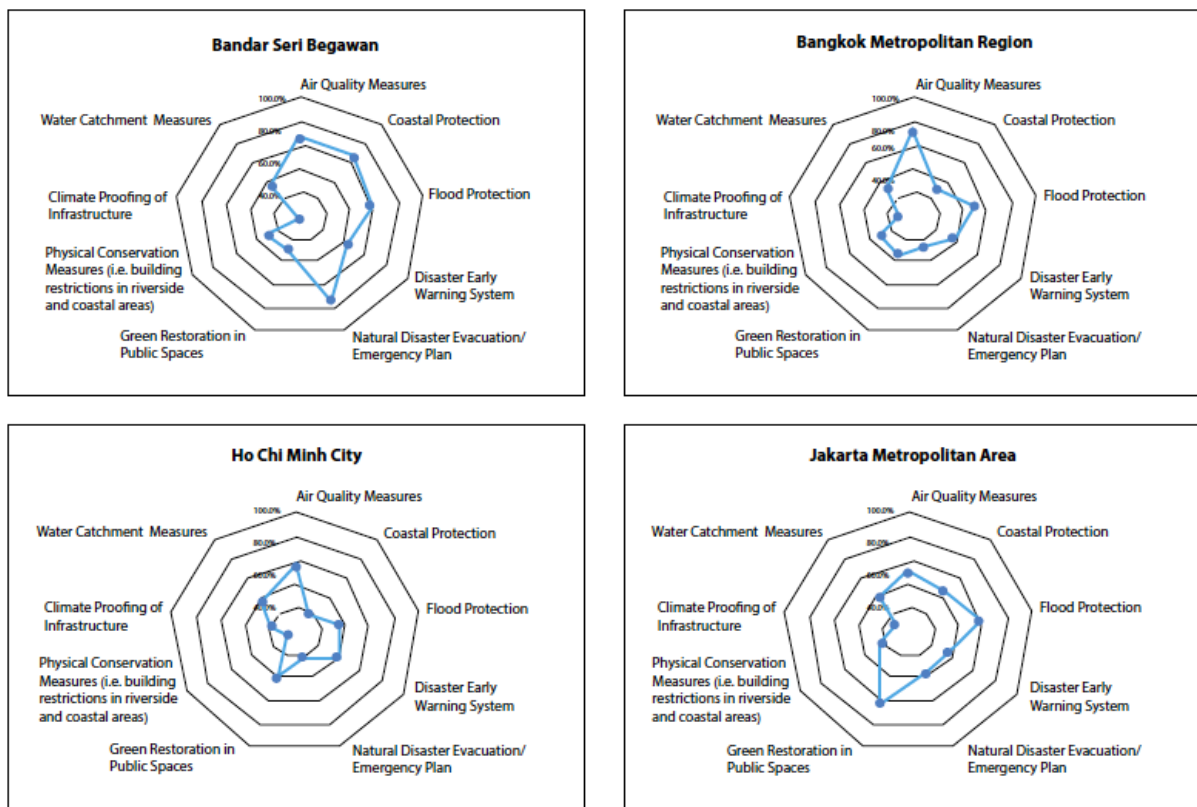 Bandar Seri Begawan
Air Quality Measures
100.0%
Water Catchment Measures
Coastal Protection
80.0%
60.0%
40.0%
Climate Proofing of
Infrastructure
Flood Protection
Physical Conservation
Measures (i.e. building
restrictions in riverside
and coastal areas)
Disaster Early
Warning System
Green Restoration in
Public Spaces
Natural Disaster Evacuation/
Emergency Plan
Bangkok Metropolitan Region
Air Quality Measures
100.0%
Water Catchment Measures
Coastal Protection
80.0%
60.0%
40.0%
Climate Proofing of
Infrastructure
Flood Protection
Physical Conservation
Measures (i.e. building
restrictions in riverside
and coastal areas)
Disaster Early
Warning System
Green Restoration in
Public Spaces
Natural Disaster Evacuation/
Emergency Plan
Ho Chi Minh City
Air Quality Measures
100.0%
Water Catchment Measures
Coastal Protection
80.0%
60.0%
40.0%
Climate Proofing of
Infrastructure
Flood Protection
Physical Conservation
Measures (i.e. building
restrictions in riverside
and coastal areas)
Disaster Early
Warning System
Green Restoration in
Public Spaces
Natural Disaster Evacuation/
Emergency Plan
Jakarta Metropolitan Area
Air Quality Measures
100.0%
Water Catchment Measures
Coastal Protection
80.0%
60.0%
40.0%
Climate Proofing of
Infrastructure
Flood Protection
Physical Conservation
Measures (i.e. building
restrictions in riverside
and coastal areas)
Disaster Early
Warning System
Green Restoration in
Public Spaces
Natural Disaster Evacuation/
Emergency Plan